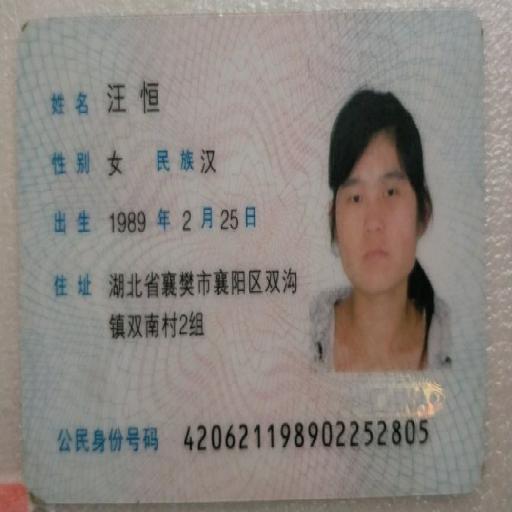 姓名 汪恒
性别 女 民族 汉
出生 1989 年 2 月 25 日
住址 湖北省襄樊市襄阳区双沟
镇双南村2组
公民身份号码 420621198902252805